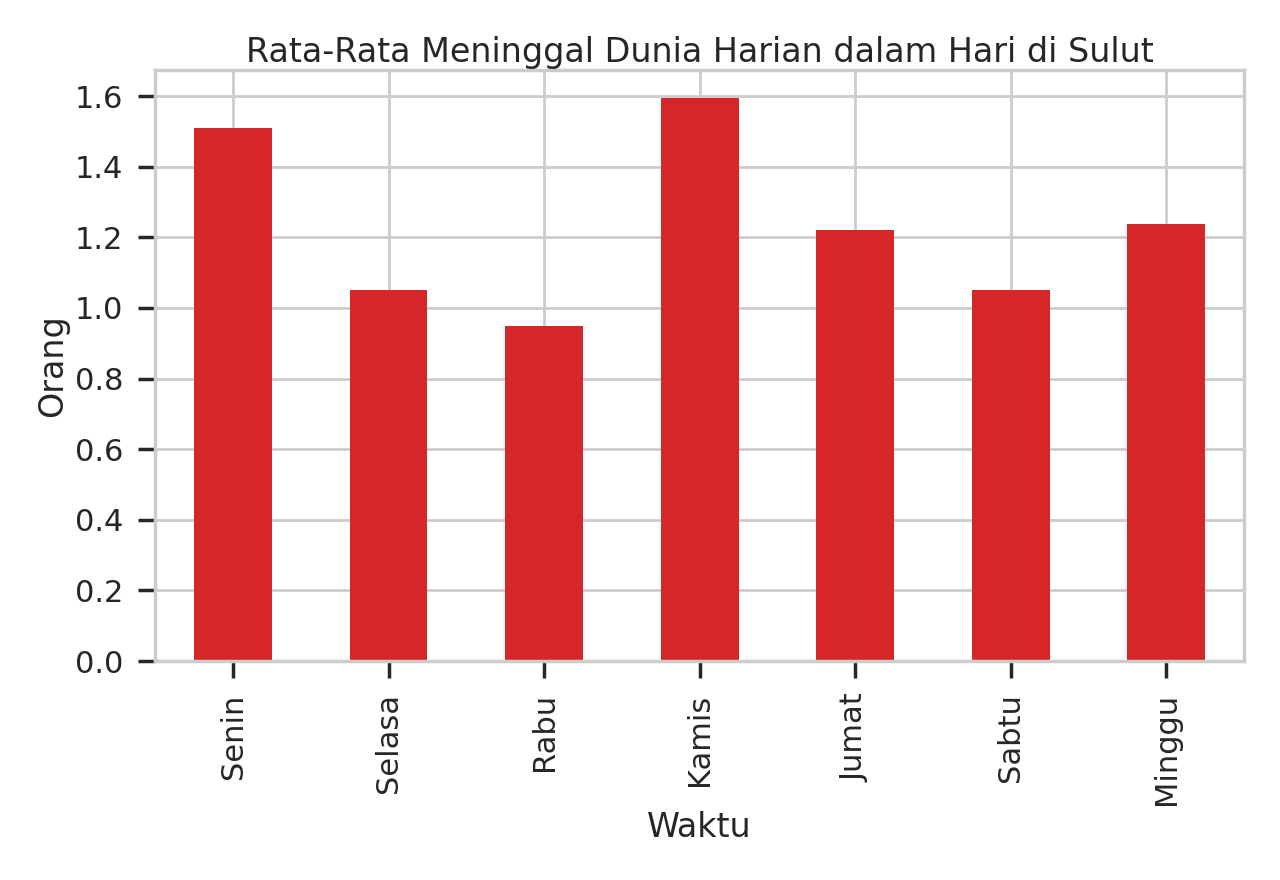 Rata-Rata Meninggal Dunia Harian dalam Hari di Sulut
1.6
1.4
1.2
1.0
0.8
0.6
0.4
0.2
0.0
Orang
Senin
Selasa
Rabu
Kamis
Jumat
Sabtu
Minggu
Waktu